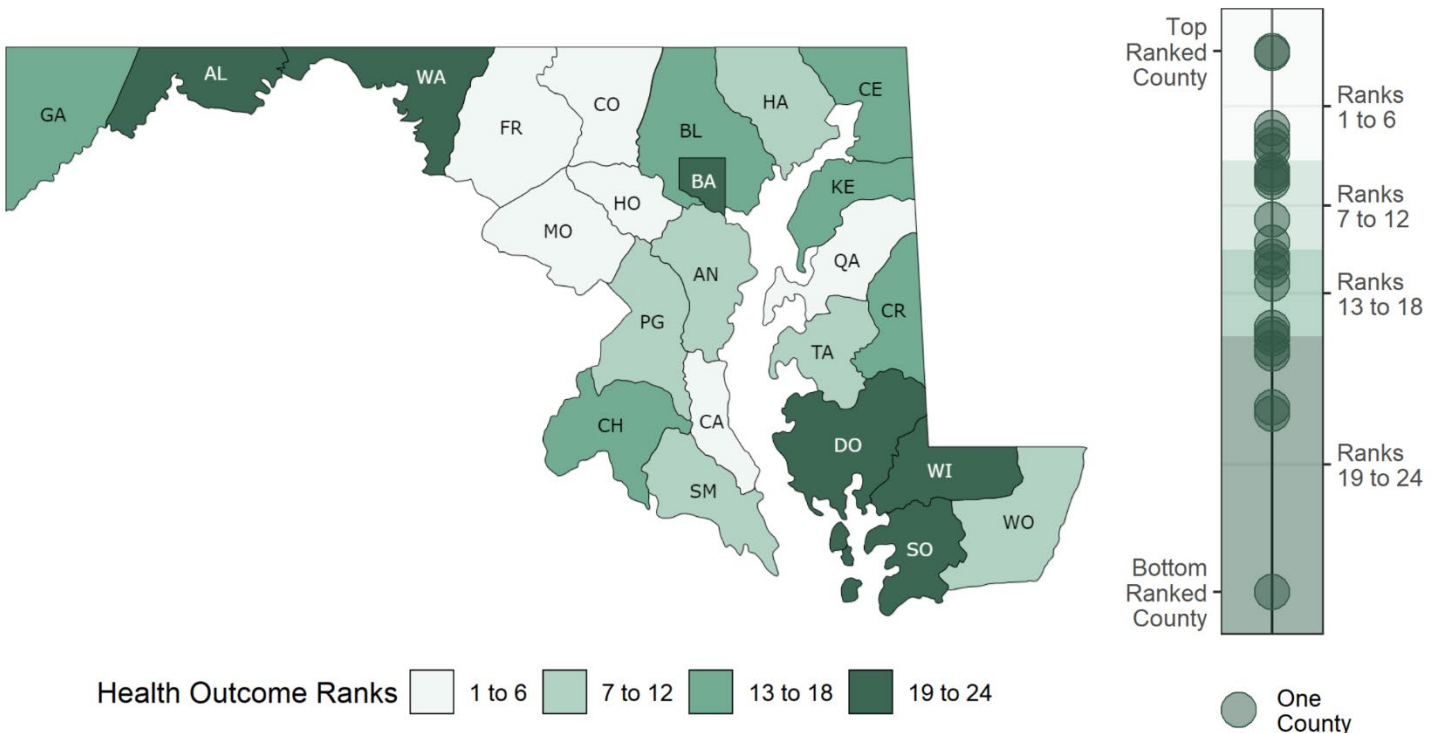 GA
AL
WA
FR
CO
BL
HA
CE
BA
KE
HO
MO
AN
QA
PG
CR
TA
CH
CA
DO
SM
WI
WO
SO
Health Outcome Ranks
1 to 6
7 to 12
13 to 18
19 to 24
Top
Ranked
County
Ranks
1 to 6
Ranks
7 to 12
Ranks
13 to 18
Ranks
19 to 24
Bottom
Ranked
County
One
County